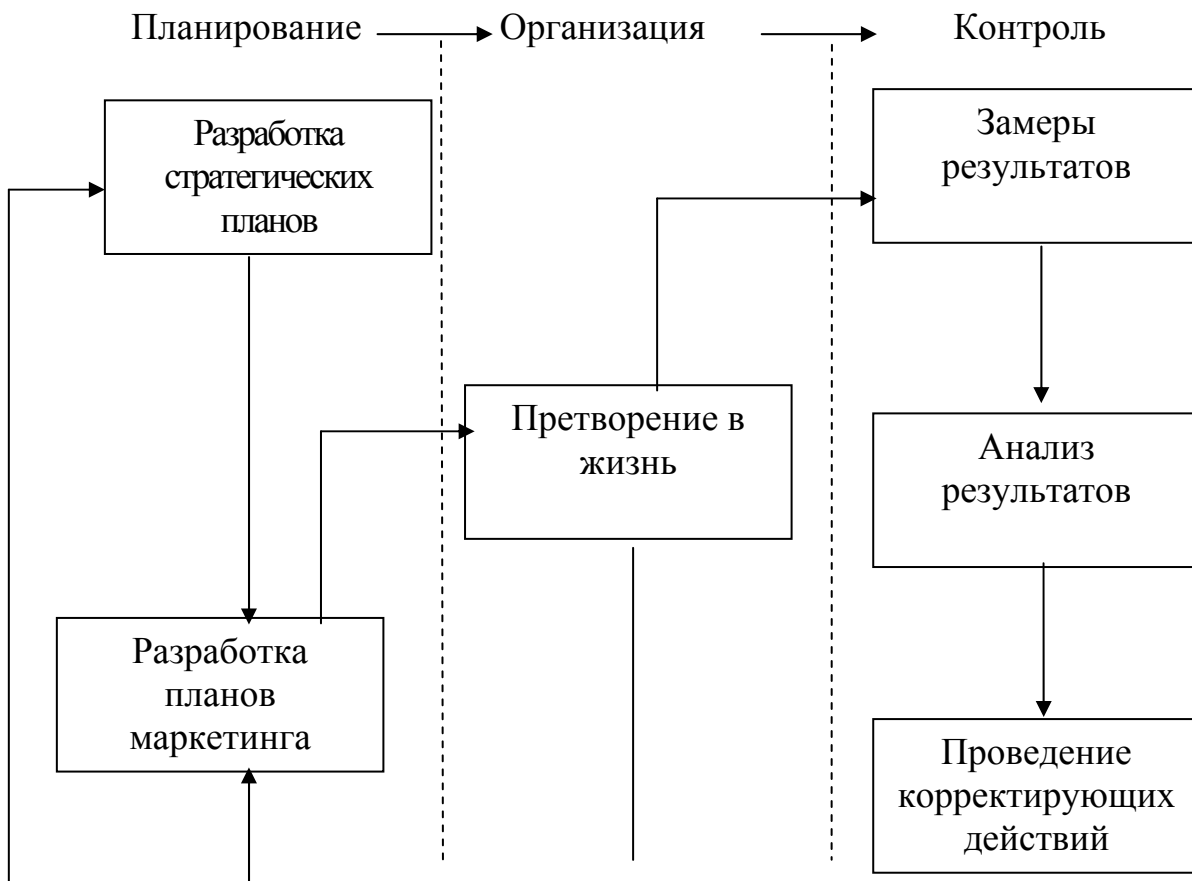 Планирование
Организация
Контроль
Разработка
стратегических
планов
Замеры
результатов
Претворение в
жизнь
Анализ
результатов
Разработка
планов
маркетинга
Проведение
корректирующих
действий